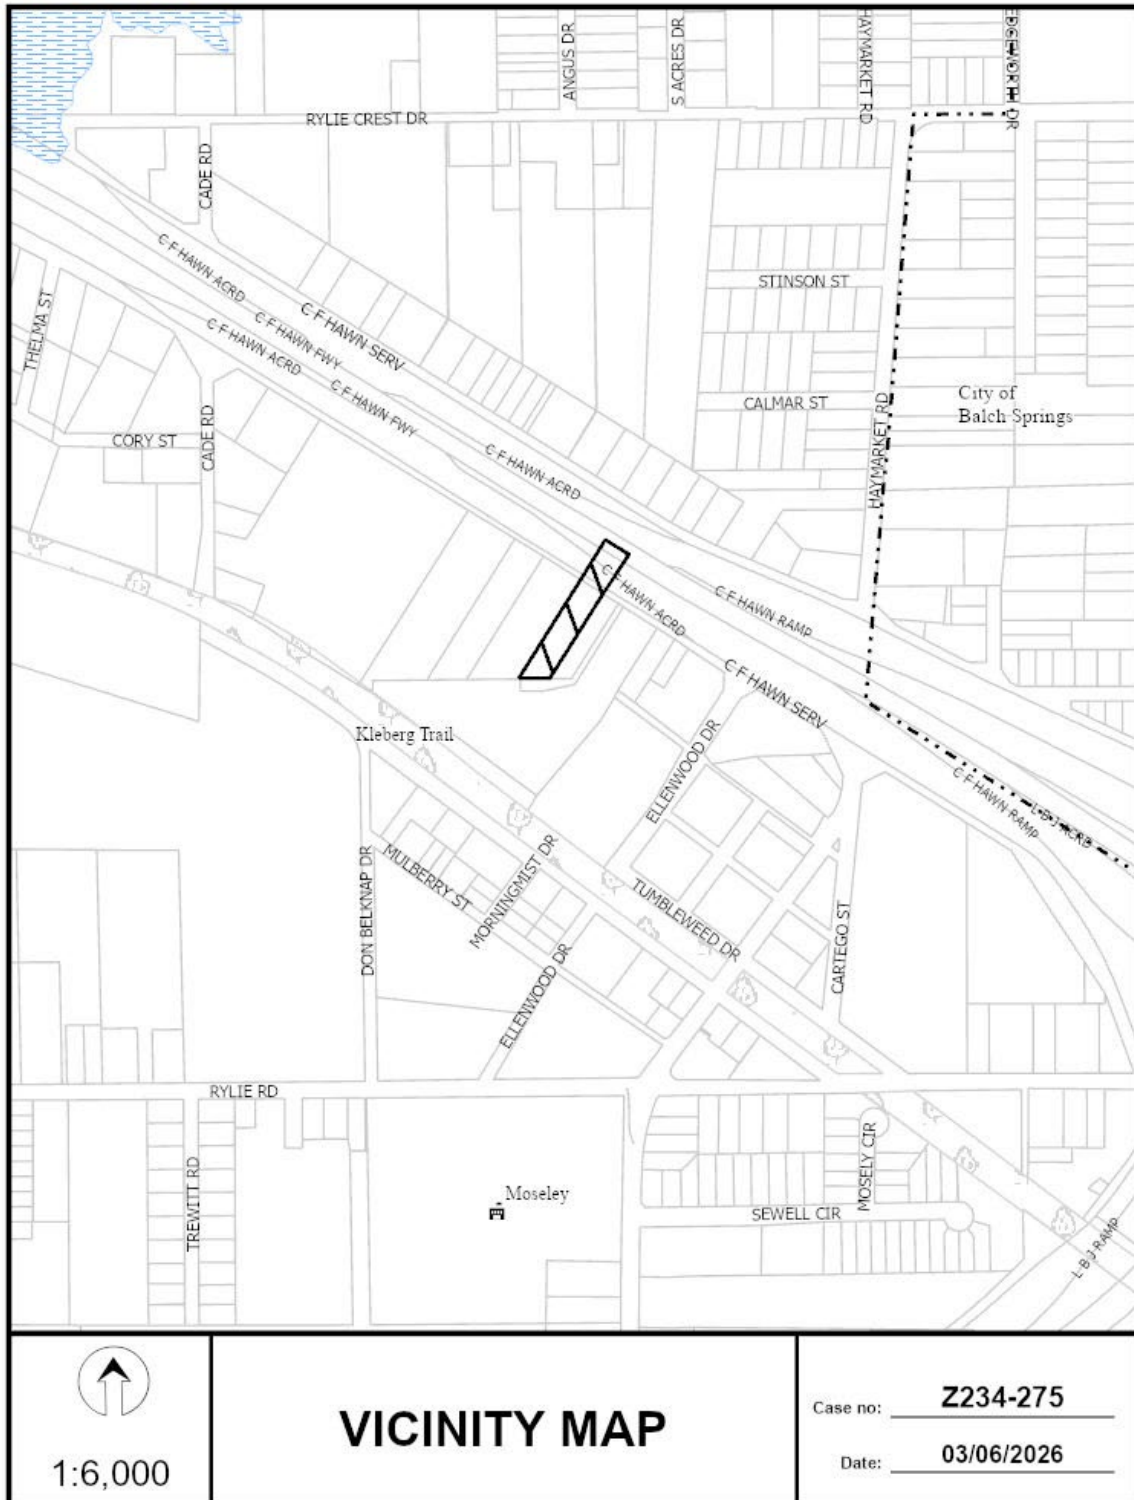 ANGUS DR
S ACRES DR
HAYMARKET RD
EDGEWORTH DR
RYLIE CREST DR
CADE RD
C F HAWN ACRD
STINSON ST
THELMA ST
C F HAWN FWY
C F HAWN SERV
C F HAWN ACRD
C F HAWN FWY
City of
Balch Springs
CALMAR ST
HAYMARKET RD
CORY ST
CADE RD
C F HAWN ACRD
C F HAWN ACRD
C F HAWN RAMP
C F HAWN SERV
Kleberg Trail
ELLENWOOD DR
C F HAWN RAMP
L B J ACRD
DON BELKNAP DR
MULBERRY ST
MORNINGMIST DR
TUMBLEWEED DR
CARTEGO ST
ELLENWOOD DR
RYLIE RD
TREWITT RD
Moseley
MOSELY CIR
SEWELL CIR
L B J RAMP
1:6,000
VICINITY MAP
Case no: Z234-275
Date: 03/06/2026